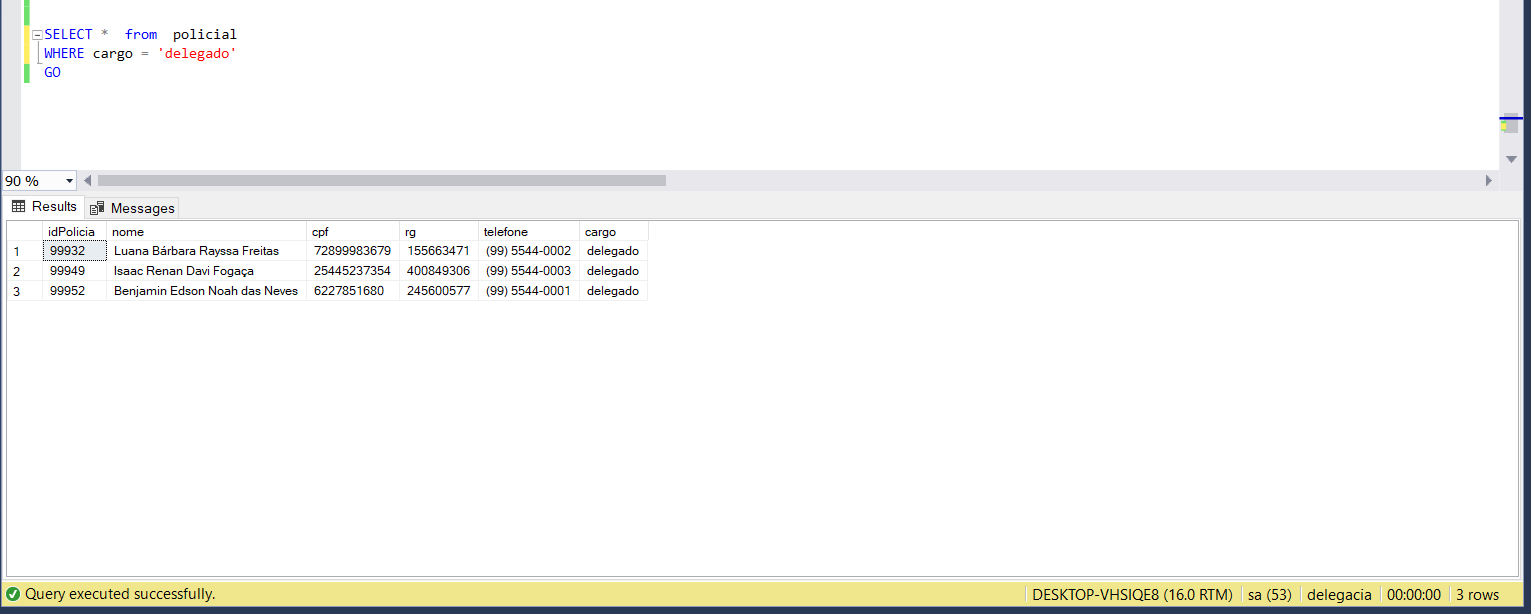 SELECT * from policial
WHERE cargo = 'delegado'
GO
90 %
Results Messages
idPolicia nome cpf rg telefone cargo
1 99932 Luana Bárbara Rayssa Freitas 72899983679 155663471 (99) 5544-0002 delegado
2 99949 Isaac Renan Davi Fogaça 25445237354 400849306 (99) 5544-0003 delegado
3 99952 Benjamin Edson Noah das Neves 6227851680 245600577 (99) 5544-0001 delegado
Query executed successfully. DESKTOP-VHSIQE8 (16.0 RTM) sa (53) delegacia 00:00:00 3 rows